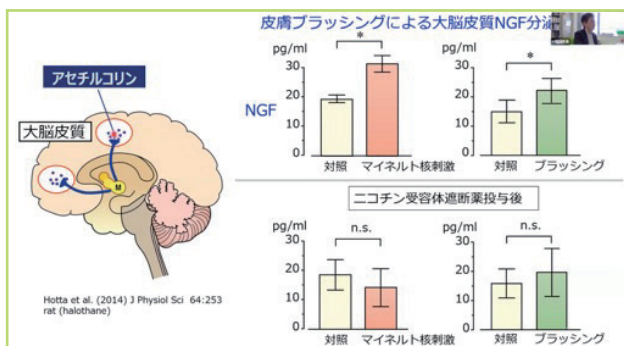 皮膚ブラッシングによる大脳皮質NGF分泌
アセチルコリン
大脳皮質
M
Hotta et al. (2014) J Physiol Sci 64:253
rat (halothane)
NGF
pg/ml
30
20
10
0
*
対照 マイネルト核刺激
pg/ml
30
20
10
0
*
対照 ブラッシング
ニコチン受容体遮断薬投与後
pg/ml
30
20
10
0
n.s.
対照 マイネルト核刺激
pg/ml
30
20
10
0
n.s.
対照 ブラッシング